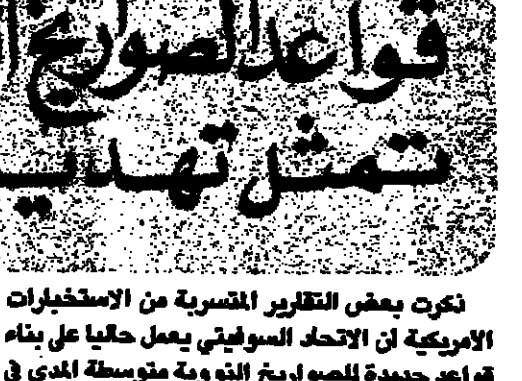 قواعد الصواريخ
تمثل تهديد
ذكرت بعض التقارير المتسربة من الاستخبارات
الامريكية ان الاتحاد السوفيتي يعمل حاليا على بناء
قواعد جديدة للصواريخ النووية متوسطة المدى في